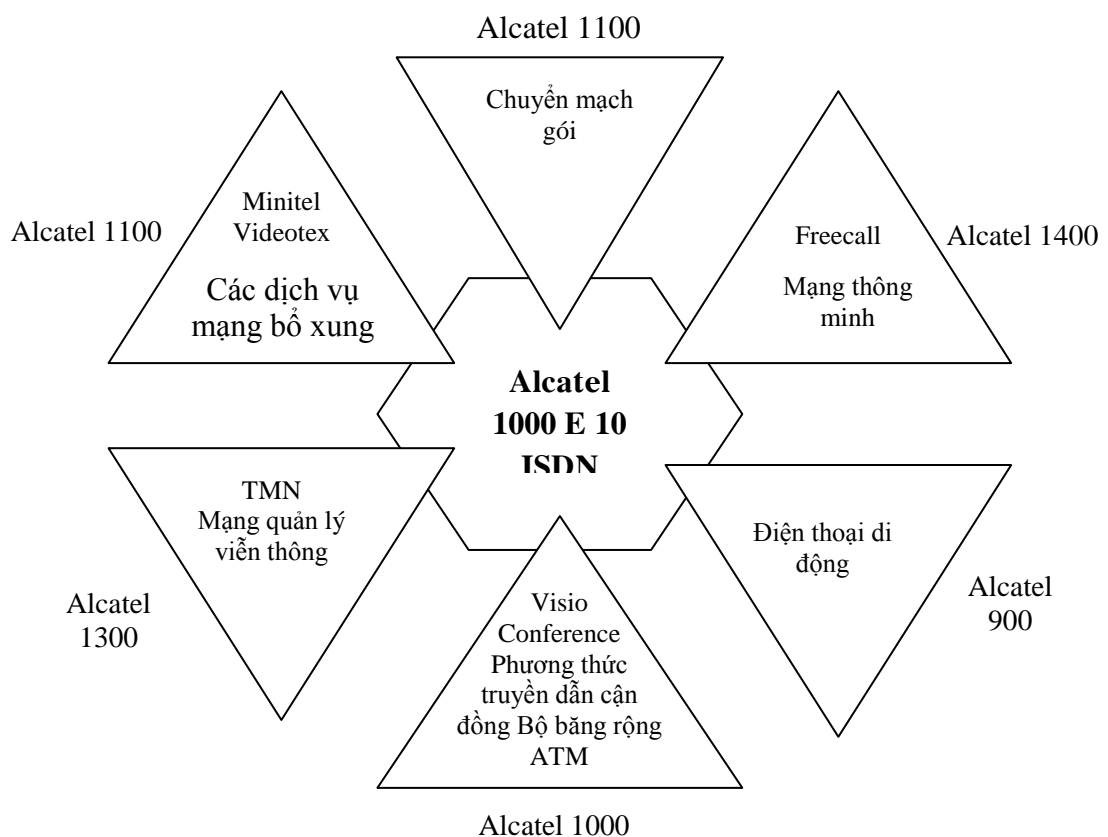 Alcatel 1100
Chuyển mạch
gói
Alcatel 1100
Minitel
Videotex
Các dịch vụ
mạng bổ xung
Freecall
Mạng thông
minh
Alcatel 1400
Alcatel
1000 E 10
ISDN
TMN
Mạng quản lý
viễn thông
Alcatel
1300
Điện thoại di
động
Alcatel
900
Visio
Conference
Phương thức
truyền dẫn cận
đồng Bộ băng rộng
ATM
Alcatel 1000